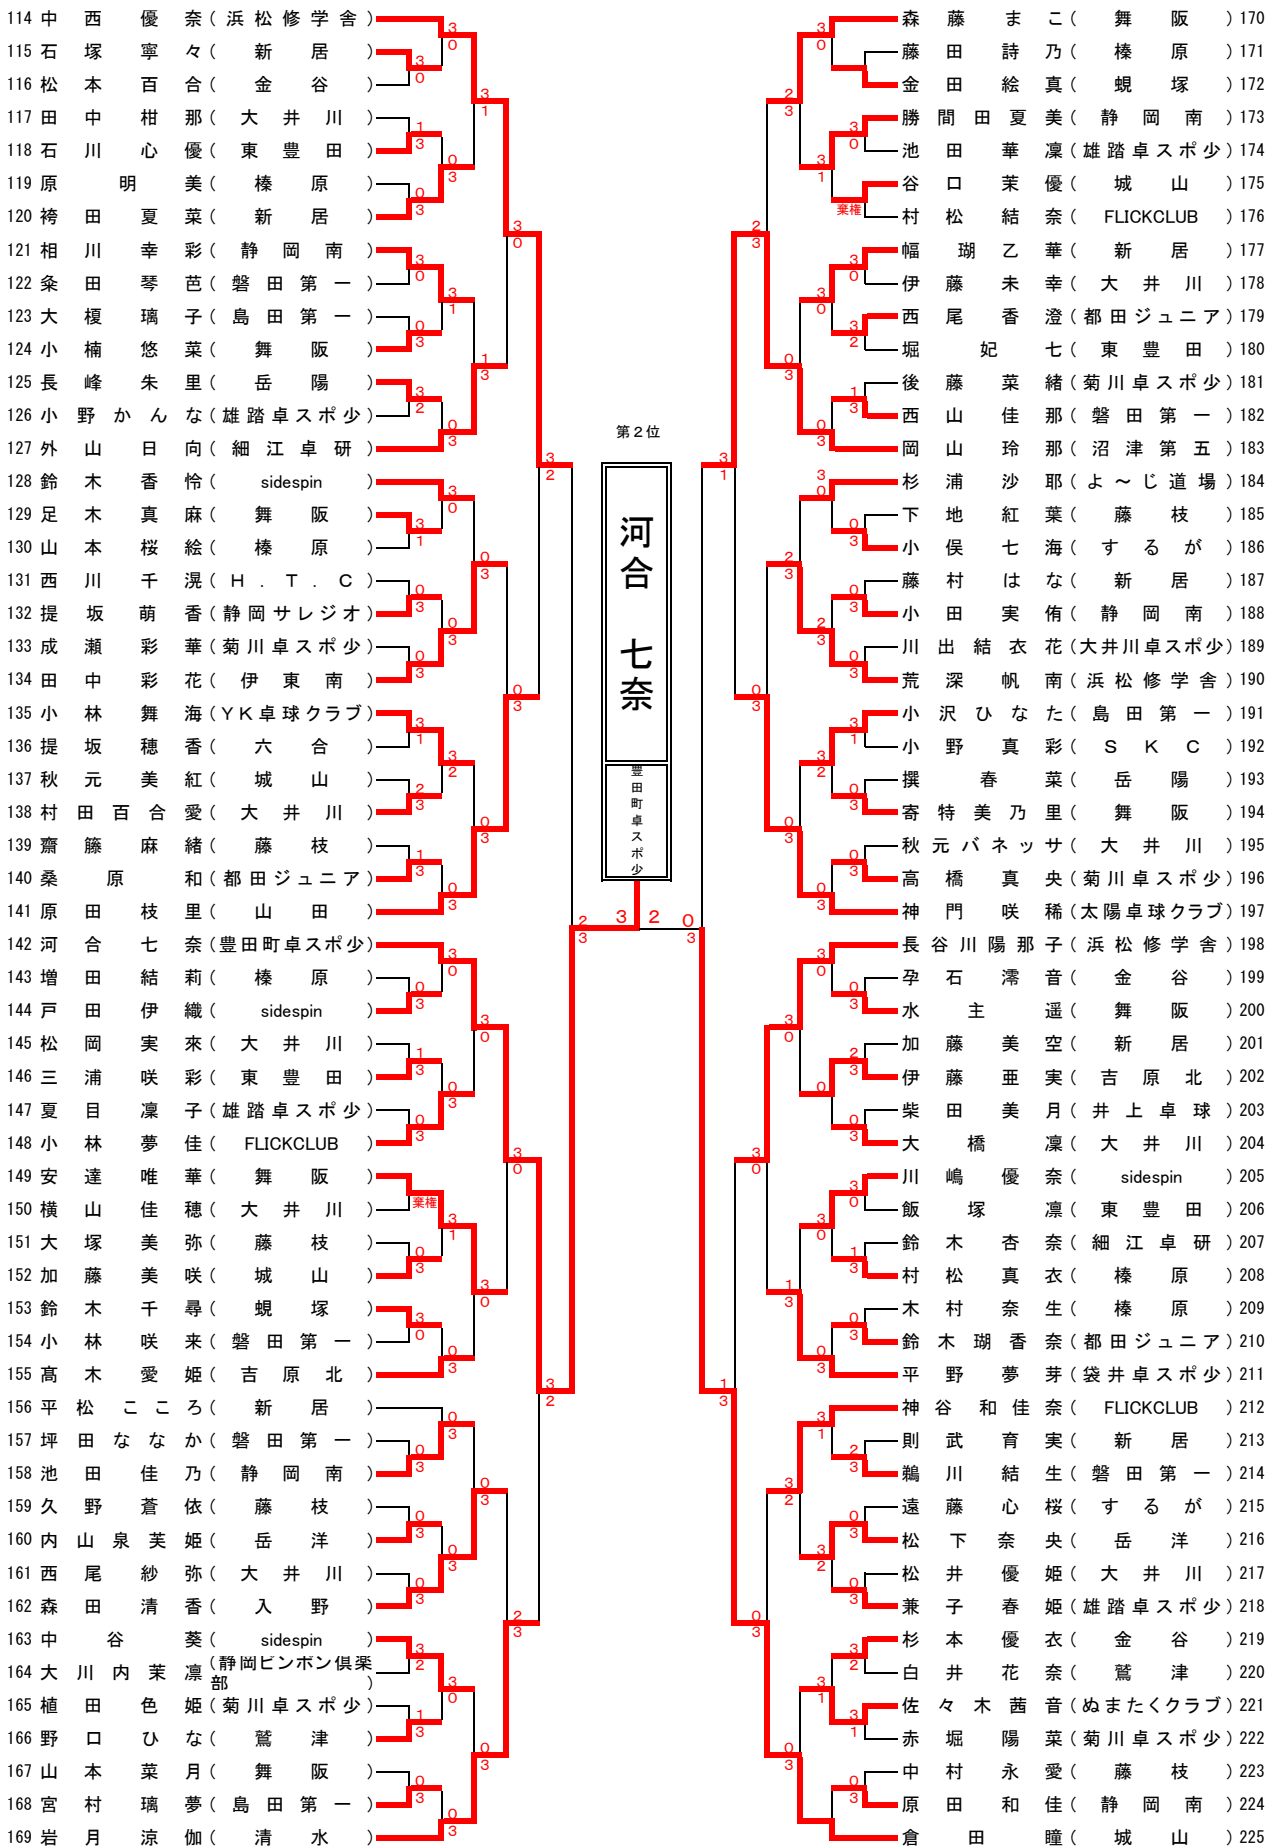 114 中西優奈(浜松修学舎)
115 石塚寧々(新居)
116 松本百合(金谷)
117 田中柑那(大井川)
118 石川心優(東豊田)
119 原明美(榛原)
120 袴田夏菜(新居)
121 相川幸彩(静岡南)
122 粂田琴芭(磐田第一)
123 大榎璃子(島田第一)
124 小楠悠菜(舞阪)
125 長峰朱里(岳陽)
126 小野かんな(雄踏卓スポ少)
127 外山日向(細江卓研)
128 鈴木香怜(sidespin)
129 足木真麻(舞阪)
130 山本桜絵(榛原)
131 西川千滉(H.T.C)
132 提坂萌香(静岡サレジオ)
133 成瀬彩華(菊川卓スポ少)
134 田中彩花(伊東南)
135 小林舞海(YK卓球クラブ)
136 提坂穂香(六合)
137 秋元美紅(城山)
138 村田百合愛(大井川)
139 齋藤麻緒(藤枝)
140 桑原和(都田ジュニア)
141 原田枝里(山田)
142 河合七奈(豊田町卓スポ少)
143 増田結莉(榛原)
144 戸田伊織(sidespin)
145 松岡実來(大井川)
146 三浦咲彩(東豊田)
147 夏目凜子(雄踏卓スポ少)
148 小林夢佳(FLICKCLUB)
149 安達唯華(舞阪)
150 横山佳穂(大井川)
棄権
151 大塚美弥(藤枝)
152 加藤美咲(城山)
153 鈴木千尋(蜆塚)
154 小林咲来(磐田第一)
155 髙木愛姫(吉原北)
156 平松こころ(新居)
157 坪田ななか(磐田第一)
158 池田佳乃(静岡南)
159 久野蒼依(藤枝)
160 内山泉芙姫(岳洋)
161 西尾紗弥(大井川)
162 森田清香(入野)
163 中谷葵(sidespin)
164 大川内茉凛(静岡ピンポン倶楽部)
165 植田色姫(菊川卓スポ少)
166 野口ひな(鷲津)
167 山本菜月(舞阪)
168 宮村璃夢(島田第一)
169 岩月涼伽(清水)
第2位
河合 七奈
豊田町卓スポ少
3 2
森藤まこ(舞阪)170
藤田詩乃(榛原)171
金田絵真(蜆塚)172
勝間田夏美(静岡南)173
池田華凜(雄踏卓スポ少)174
谷口茉優(城山)175
棄権
村松結奈(FLICKCLUB)176
幅瑚乙華(新居)177
伊藤未幸(大井川)178
西尾香澄(都田ジュニア)179
堀妃七(東豊田)180
後藤菜緒(菊川卓スポ少)181
西山佳那(磐田第一)182
岡山玲那(沼津第五)183
杉浦沙耶(よ~じ道場)184
下地紅葉(藤枝)185
小俣七海(するが)186
藤村はな(新居)187
小田実侑(静岡南)188
川出結衣花(大井川卓スポ少)189
荒深帆南(浜松修学舎)190
小沢ひなた(島田第一)191
小野真彩(SKC)192
撰春菜(岳陽)193
寄特美乃里(舞阪)194
秋元バネッサ(大井川)195
高橋真央(菊川卓スポ少)196
神門咲稀(太陽卓球クラブ)197
長谷川陽那子(浜松修学舎)198
孕石澪音(金谷)199
水主遥(舞阪)200
加藤美空(新居)201
伊藤亜実(吉原北)202
柴田美月(井上卓球)203
大橋凜(大井川)204
川嶋優奈(sidespin)205
飯塚凛(東豊田)206
鈴木杏奈(細江卓研)207
村松真衣(榛原)208
木村奈生(榛原)209
鈴木瑚香奈(都田ジュニア)210
平野夢芽(袋井卓スポ少)211
神谷和佳奈(FLICKCLUB)212
則武育実(新居)213
鵜川結生(磐田第一)214
遠藤心桜(するが)215
松下奈央(岳洋)216
松井優姫(大井川)217
兼子春姫(雄踏卓スポ少)218
杉本優衣(金谷)219
白井花奈(鷲津)220
佐々木茜音(ぬまたくクラブ)221
赤堀陽菜(菊川卓スポ少)222
中村永愛(藤枝)223
原田和佳(静岡南)224
倉田瞳(城山)225